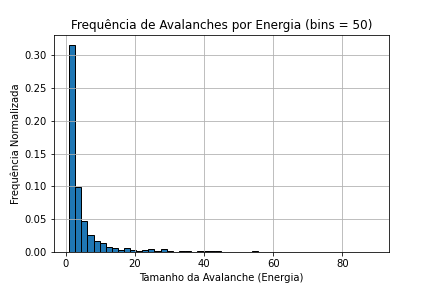 Frequência de Avalanches por Energia (bins = 50)
Frequência Normalizada
0.30
0.25
0.20
0.15
0.10
0.05
0.00
0 20 40 60 80
Tamanho da Avalanche (Energia)